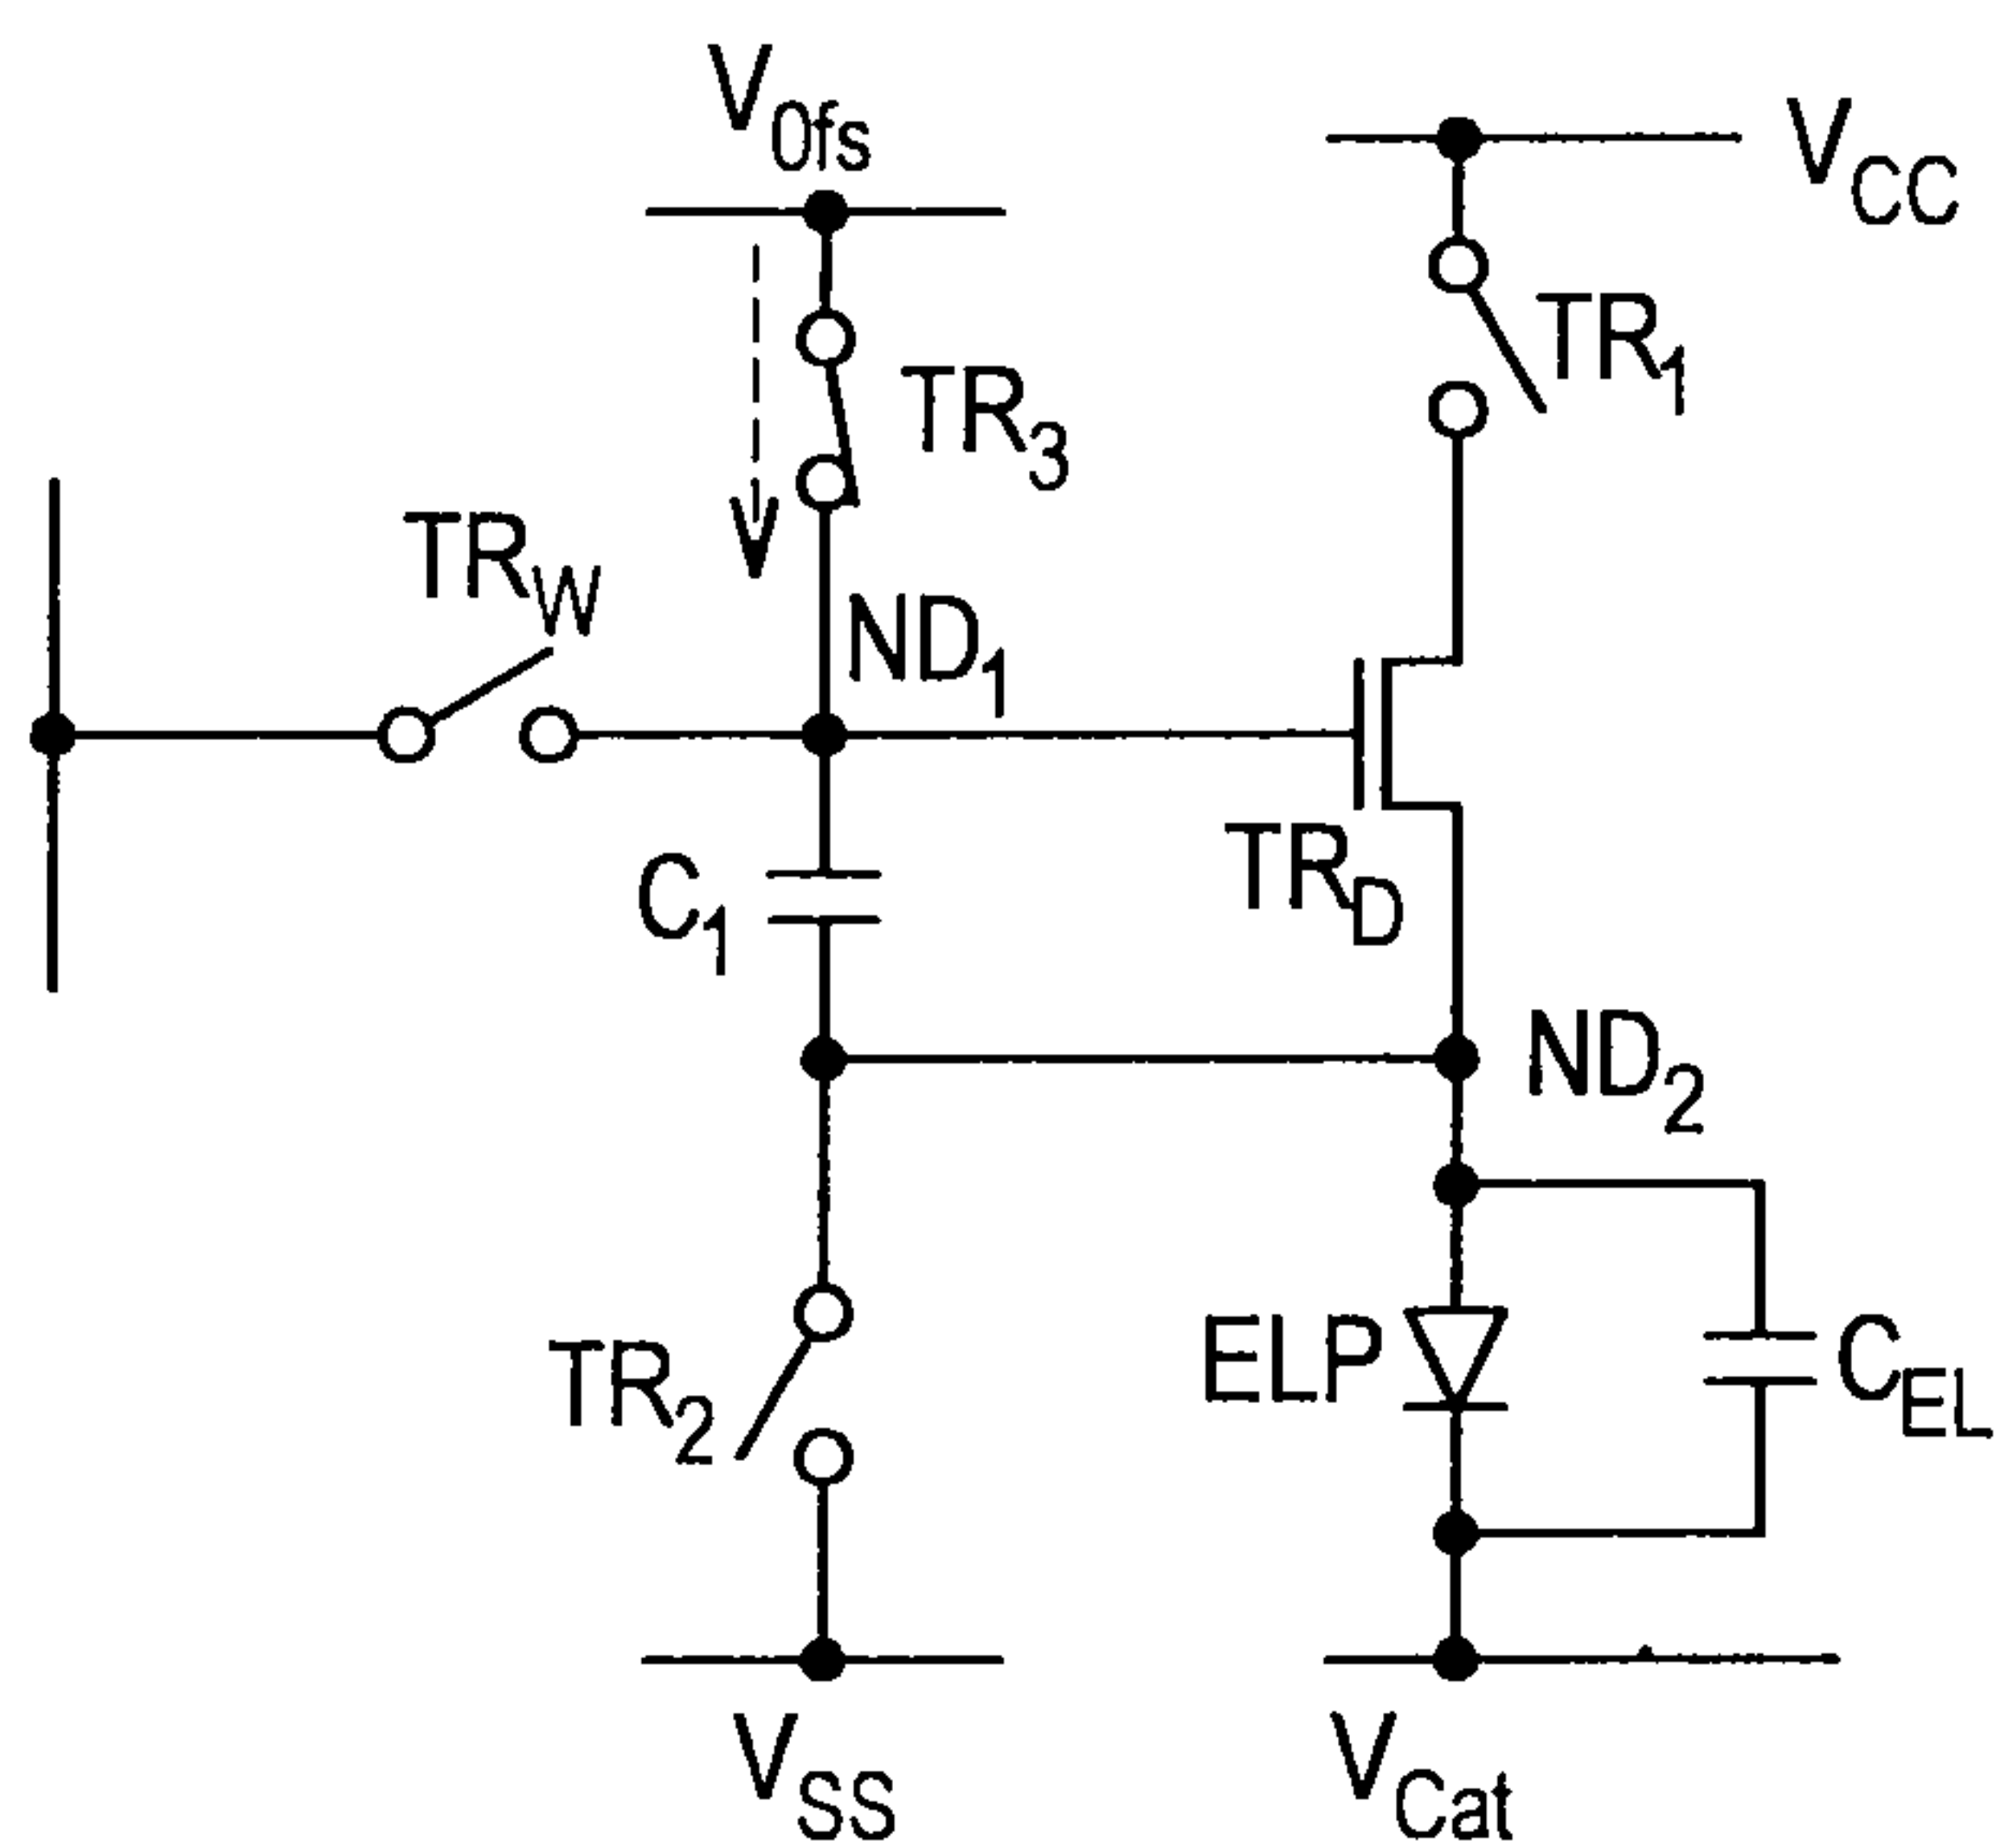 V0fs
VCC
TR1
TR3
TRW
ND1
C1
TRD
ND2
ELP
CEL
TR2
VSS
VCat